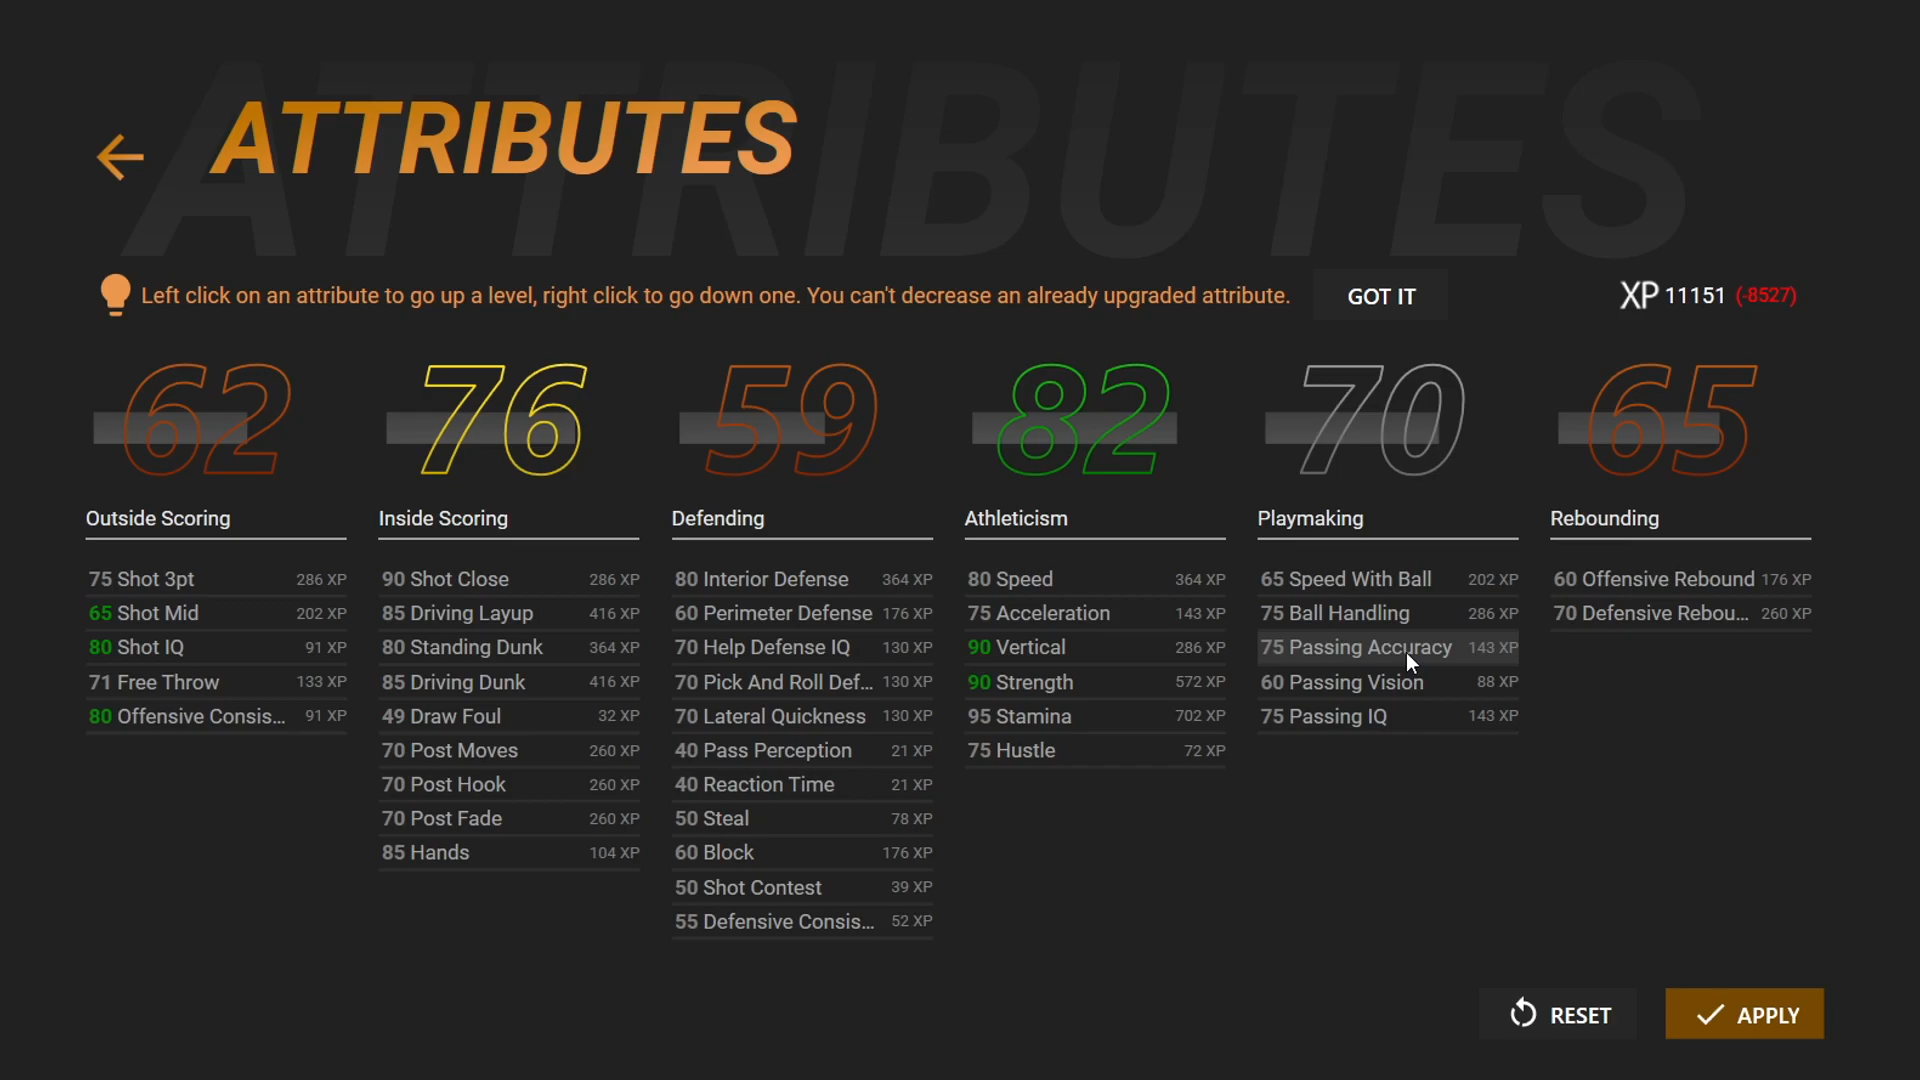 ATTRIBUTES
ATTRIBUTES
Left click on an attribute to go up a level, right click to go down one. You can't decrease an already upgraded attribute.
GOT IT
XP 11151 (-8527)
62
76
59
82
70
65
Outside Scoring
75 Shot 3pt 286 XP
65 Shot Mid 202 XP
80 Shot IQ 91 XP
71 Free Throw 133 XP
80 Offensive Consis... 91 XP
Inside Scoring
90 Shot Close 286 XP
85 Driving Layup 416 XP
80 Standing Dunk 364 XP
85 Driving Dunk 416 XP
49 Draw Foul 32 XP
70 Post Moves 260 XP
70 Post Hook 260 XP
70 Post Fade 260 XP
85 Hands 104 XP
Defending
80 Interior Defense 364 XP
60 Perimeter Defense 176 XP
70 Help Defense IQ 130 XP
70 Pick And Roll Def... 130 XP
70 Lateral Quickness 130 XP
40 Pass Perception 21 XP
40 Reaction Time 21 XP
50 Steal 78 XP
60 Block 176 XP
50 Shot Contest 39 XP
55 Defensive Consis... 52 XP
Athleticism
80 Speed 364 XP
75 Acceleration 143 XP
90 Vertical 286 XP
90 Strength 572 XP
95 Stamina 702 XP
75 Hustle 72 XP
Playmaking
65 Speed With Ball 202 XP
75 Ball Handling 286 XP
75 Passing Accuracy 143 XP
60 Passing Vision 88 XP
75 Passing IQ 143 XP
Rebounding
60 Offensive Rebound 176 XP
70 Defensive Rebou... 260 XP
RESET
APPLY